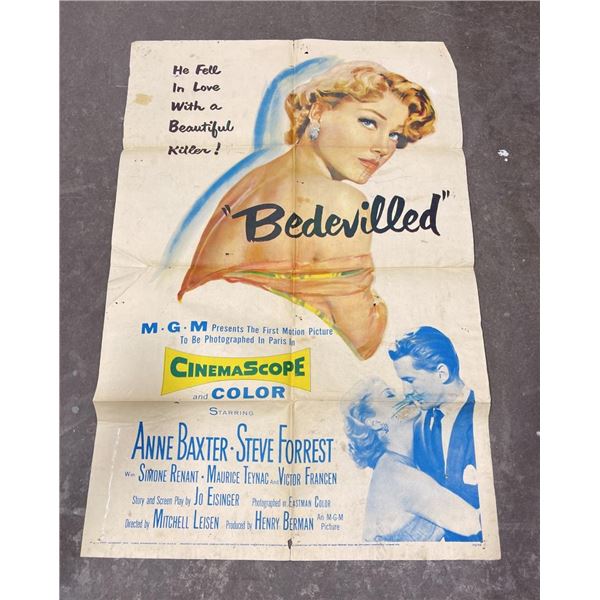 He Fell
In Love
With a
Beautiful
Killer!
"Bedevilled"
M·G·M Presents The First Motion Picture
To Be Photographed In Paris In
CINEMASCOPE
and COLOR
STARRING
ANNE BAXTER · STEVE FORREST
With SIMONE RENANT · MAURICE TEYNAC And VICTOR FRANCEN
Story and Screen Play by JO EISINGER Photographed in EASTMAN COLOR
Directed by MITCHELL LEISEN Produced by HENRY BERMAN An M-G-M Picture